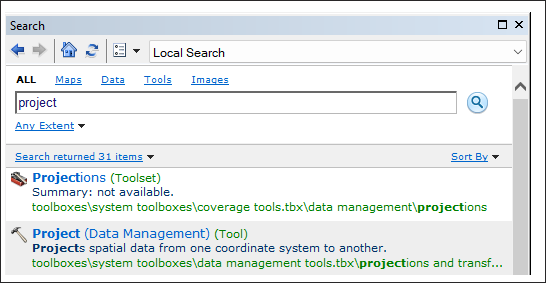 Search
Local Search
ALL Maps Data Tools Images
project
Any Extent
Search returned 31 items Sort By
Projections (Toolset)
Summary: not available.
toolboxes\system toolboxes\coverage tools.tbx\data management\projections
Project (Data Management) (Tool)
Projects spatial data from one coordinate system to another.
toolboxes\system toolboxes\data management tools.tbx\projections and transf...